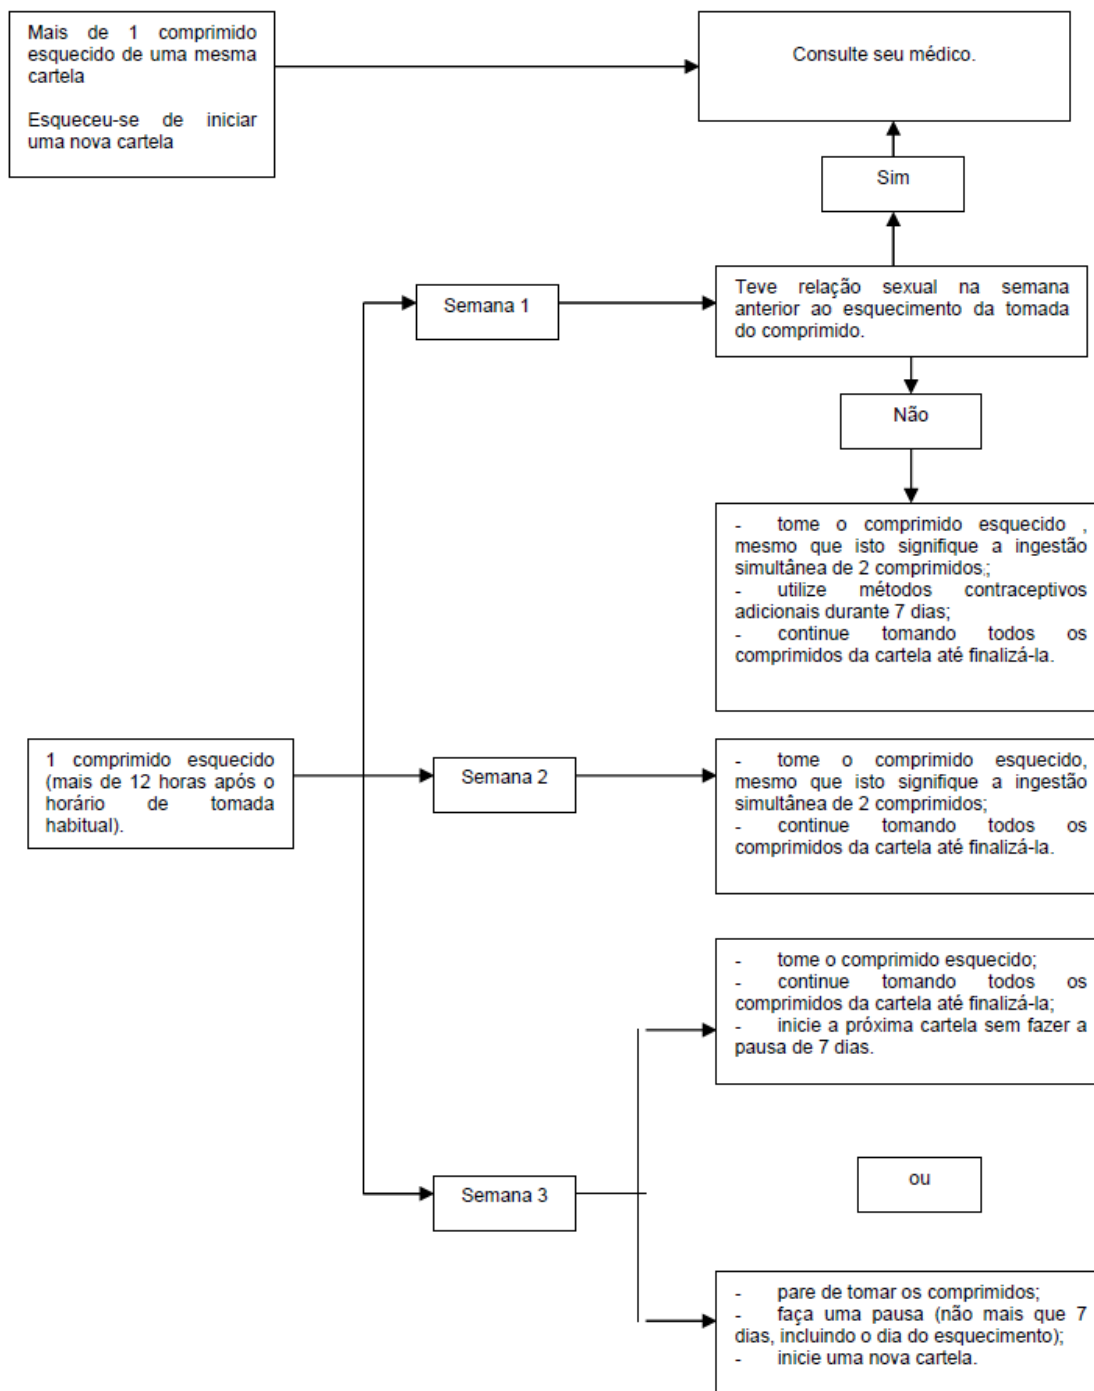 Mais de 1 comprimido
esquecido de uma mesma
cartela
Esqueceu-se de iniciar
uma nova cartela
Consulte seu médico.
Sim
Teve relação sexual na semana
anterior ao esquecimento da tomada
do comprimido.
Semana 1
Não
- tome o comprimido esquecido ,
mesmo que isto signifique a ingestão
simultânea de 2 comprimidos;;
- utilize métodos contraceptivos
adicionais durante 7 dias;
- continue tomando todos os
comprimidos da cartela até finalizá-la.
1 comprimido esquecido
(mais de 12 horas após o
horário de tomada
habitual).
Semana 2
- tome o comprimido esquecido,
mesmo que isto signifique a ingestão
simultânea de 2 comprimidos;
- continue tomando todos os
comprimidos da cartela até finalizá-la.
- tome o comprimido esquecido;
- continue tomando todos os
comprimidos da cartela até finalizá-la;
- inicie a próxima cartela sem fazer a
pausa de 7 dias.
Semana 3
ou
- pare de tomar os comprimidos;
- faça uma pausa (não mais que 7
dias, incluindo o dia do esquecimento);
- inicie uma nova cartela.